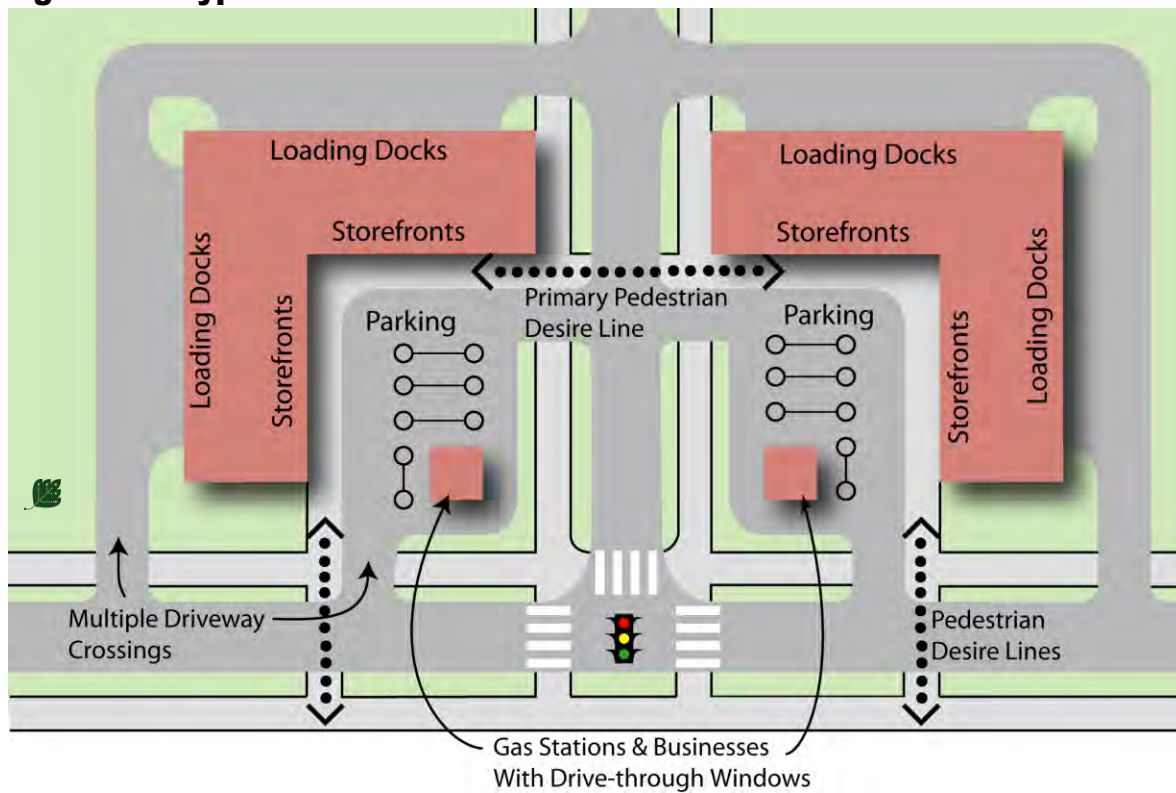 Loading Docks
Loading Docks
Storefronts
Storefronts
Loading Docks
Storefronts
Primary Pedestrian
Desire Line
Parking
Parking
Storefronts
Loading Docks
Multiple Driveway
Crossings
Pedestrian
Desire Lines
Gas Stations & Businesses
With Drive-through Windows